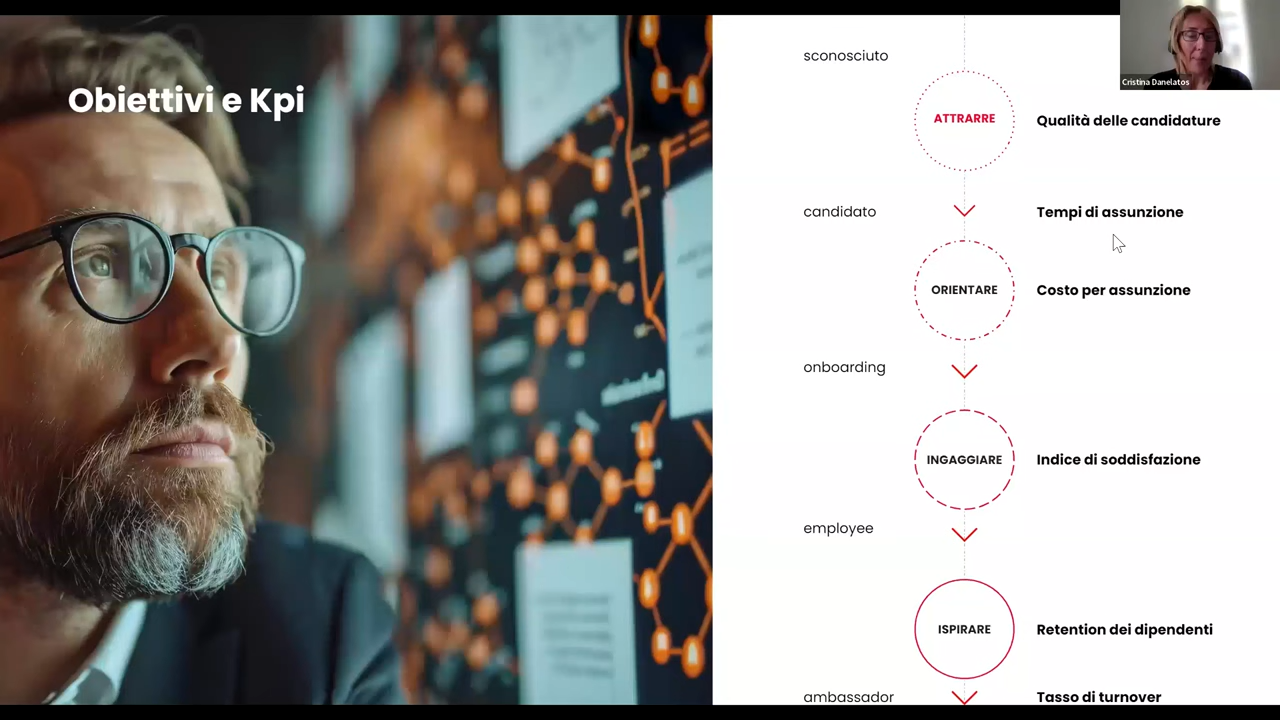 Obiettivi e Kpi
sconosciuto
ATTRARRE
Qualità delle candidature
candidato
Tempi di assunzione
ORIENTARE
Costo per assunzione
onboarding
INGAGGIARE
Indice di soddisfazione
employee
ISPIRARE
Retention dei dipendenti
ambassador
Tasso di turnover
Cristina Danelatos